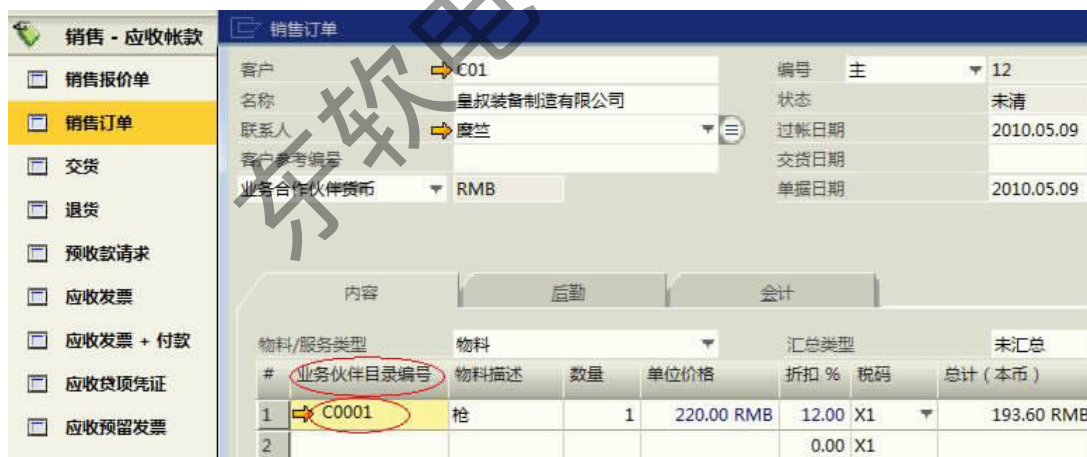 销售 - 应收帐款
销售报价单
销售订单
交货
退货
预收款请求
应收发票
应收发票 + 付款
应收贷项凭证
应收预留发票
销售订单
客户 C01 编号 主 12
名称 皇叔装备制造有限公司 状态 未清
联系人 糜竺 过帐日期 2010.05.09
客户参考编号 交货日期
业务合作伙伴货币 RMB 单据日期 2010.05.09
内容 后勤 会计
物料/服务类型 物料 汇总类型 未汇总
# 业务伙伴目录编号 物料描述 数量 单位价格 折扣 % 税码 总计 ( 本币 )
1 C0001 枪 1 220.00 RMB 12.00 X1 193.60 RMB
2 0.00 X1
东软电